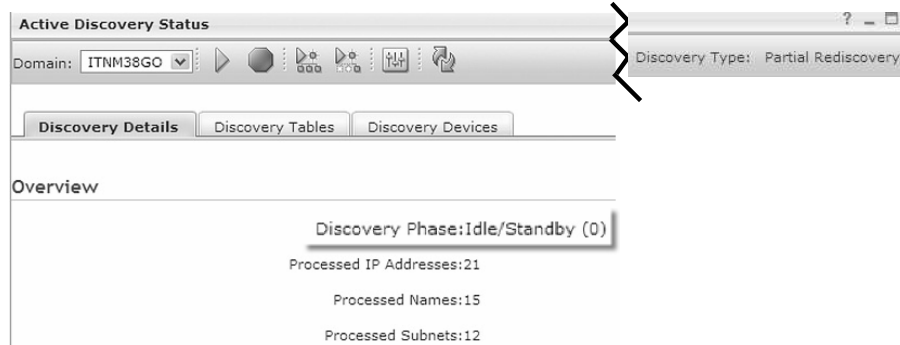 Active Discovery Status
?
Domain: ITNM38GO
Discovery Type: Partial Rediscovery
Discovery Details
Discovery Tables
Discovery Devices
Overview
Discovery Phase:Idle/Standby (0)
Processed IP Addresses:21
Processed Names:15
Processed Subnets:12